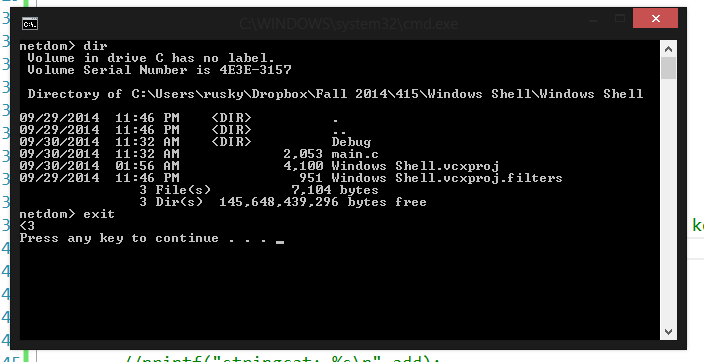 C:\WINDOWS\system32\cmd.exe
netdom> dir
 Volume in drive C has no label.
 Volume Serial Number is 4E3E-3157
 Directory of C:\Users\rusky\Dropbox\Fall 2014\415\Windows Shell\Windows Shell
09/29/2014  11:46 PM    <DIR>          .
09/29/2014  11:46 PM    <DIR>          ..
09/30/2014  11:32 AM    <DIR>          Debug
09/30/2014  11:32 AM             2,053 main.c
09/30/2014  01:56 AM             4,100 Windows Shell.vcxproj
09/29/2014  11:46 PM               951 Windows Shell.vcxproj.filters
               3 File(s)          7,104 bytes
               3 Dir(s)  145,648,439,296 bytes free
netdom> exit
<3
Press any key to continue . . .